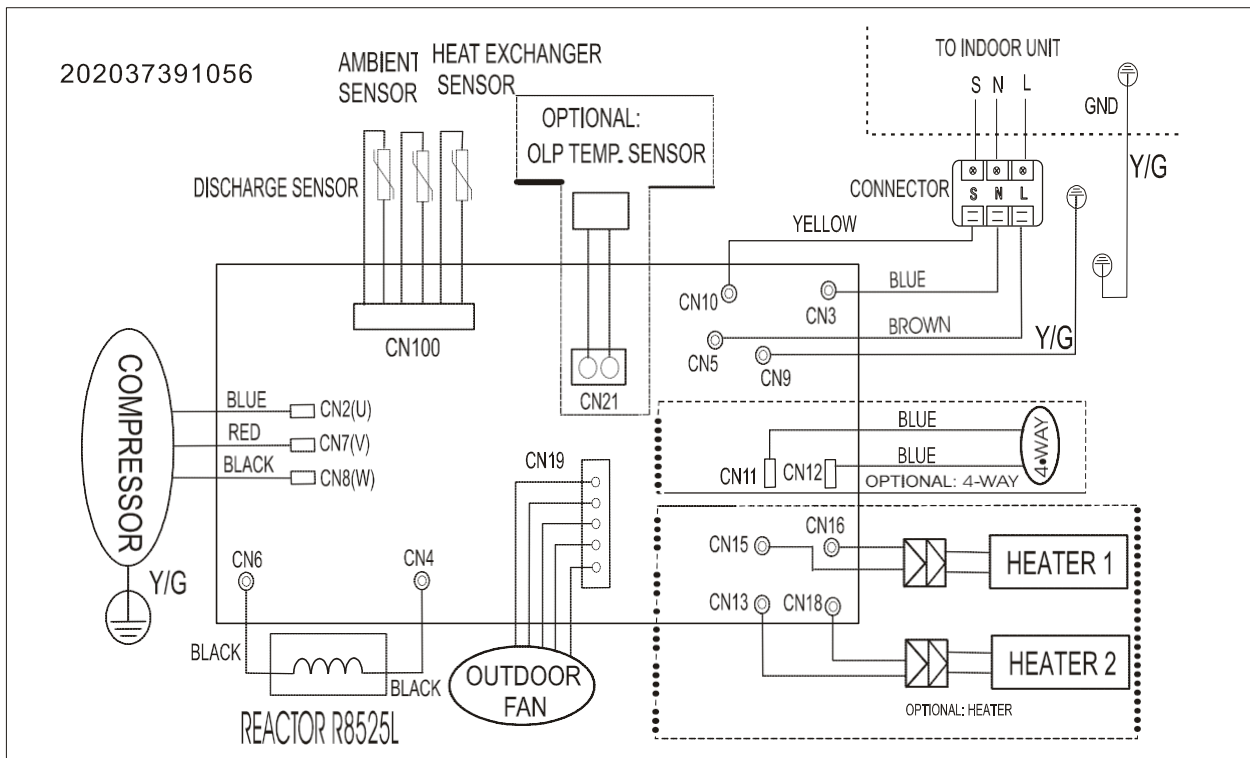 202037391056
AMBIENT
SENSOR
HEAT EXCHANGER
SENSOR
DISCHARGE SENSOR
OPTIONAL:
OLP TEMP. SENSOR
TO INDOOR UNIT
S N L
GND
Y/G
CONNECTOR
S N L
YELLOW
CN10
CN3
BLUE
CN5
BROWN
CN9
Y/G
CN100
CN21
COMPRESSOR
BLUE
CN2(U)
RED
CN7(V)
BLACK
CN8(W)
Y/G
CN11
CN12
BLUE
BLUE
4-WAY
OPTIONAL: 4-WAY
CN19
CN6
CN4
BLACK
BLACK
REACTOR R8525L
OUTDOOR
FAN
CN15
CN16
HEATER 1
CN13
CN18
HEATER 2
OPTIONAL: HEATER